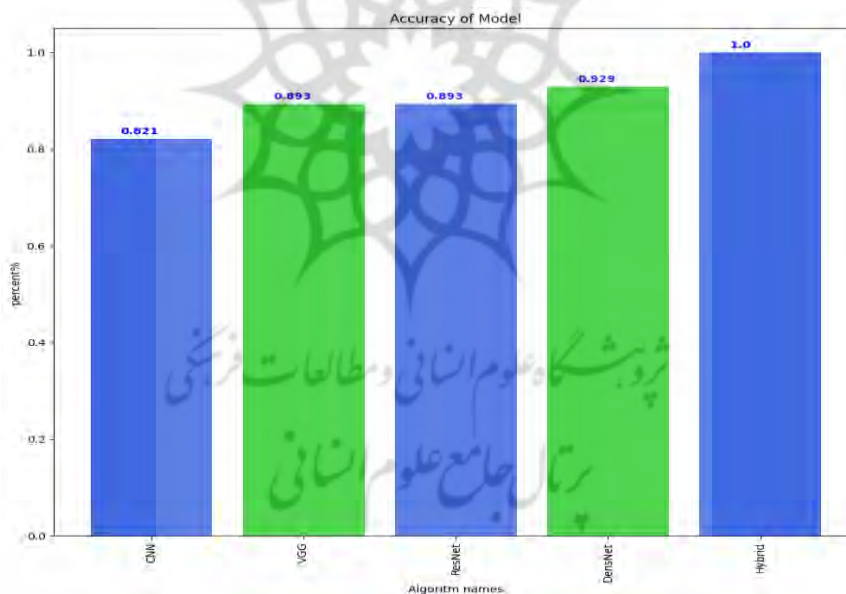 Accuracy of Model
1.0
0.929
0.893
0.893
0.821
1.0
0.8
0.6
0.4
0.2
0.0
percent%
CNN
VGG
ResNet
DensNet
Hybrid
Algoritm names
پژوهشگاه علوم انسانی و مطالعات فرهنگی
پرتال جامع علوم انسانی